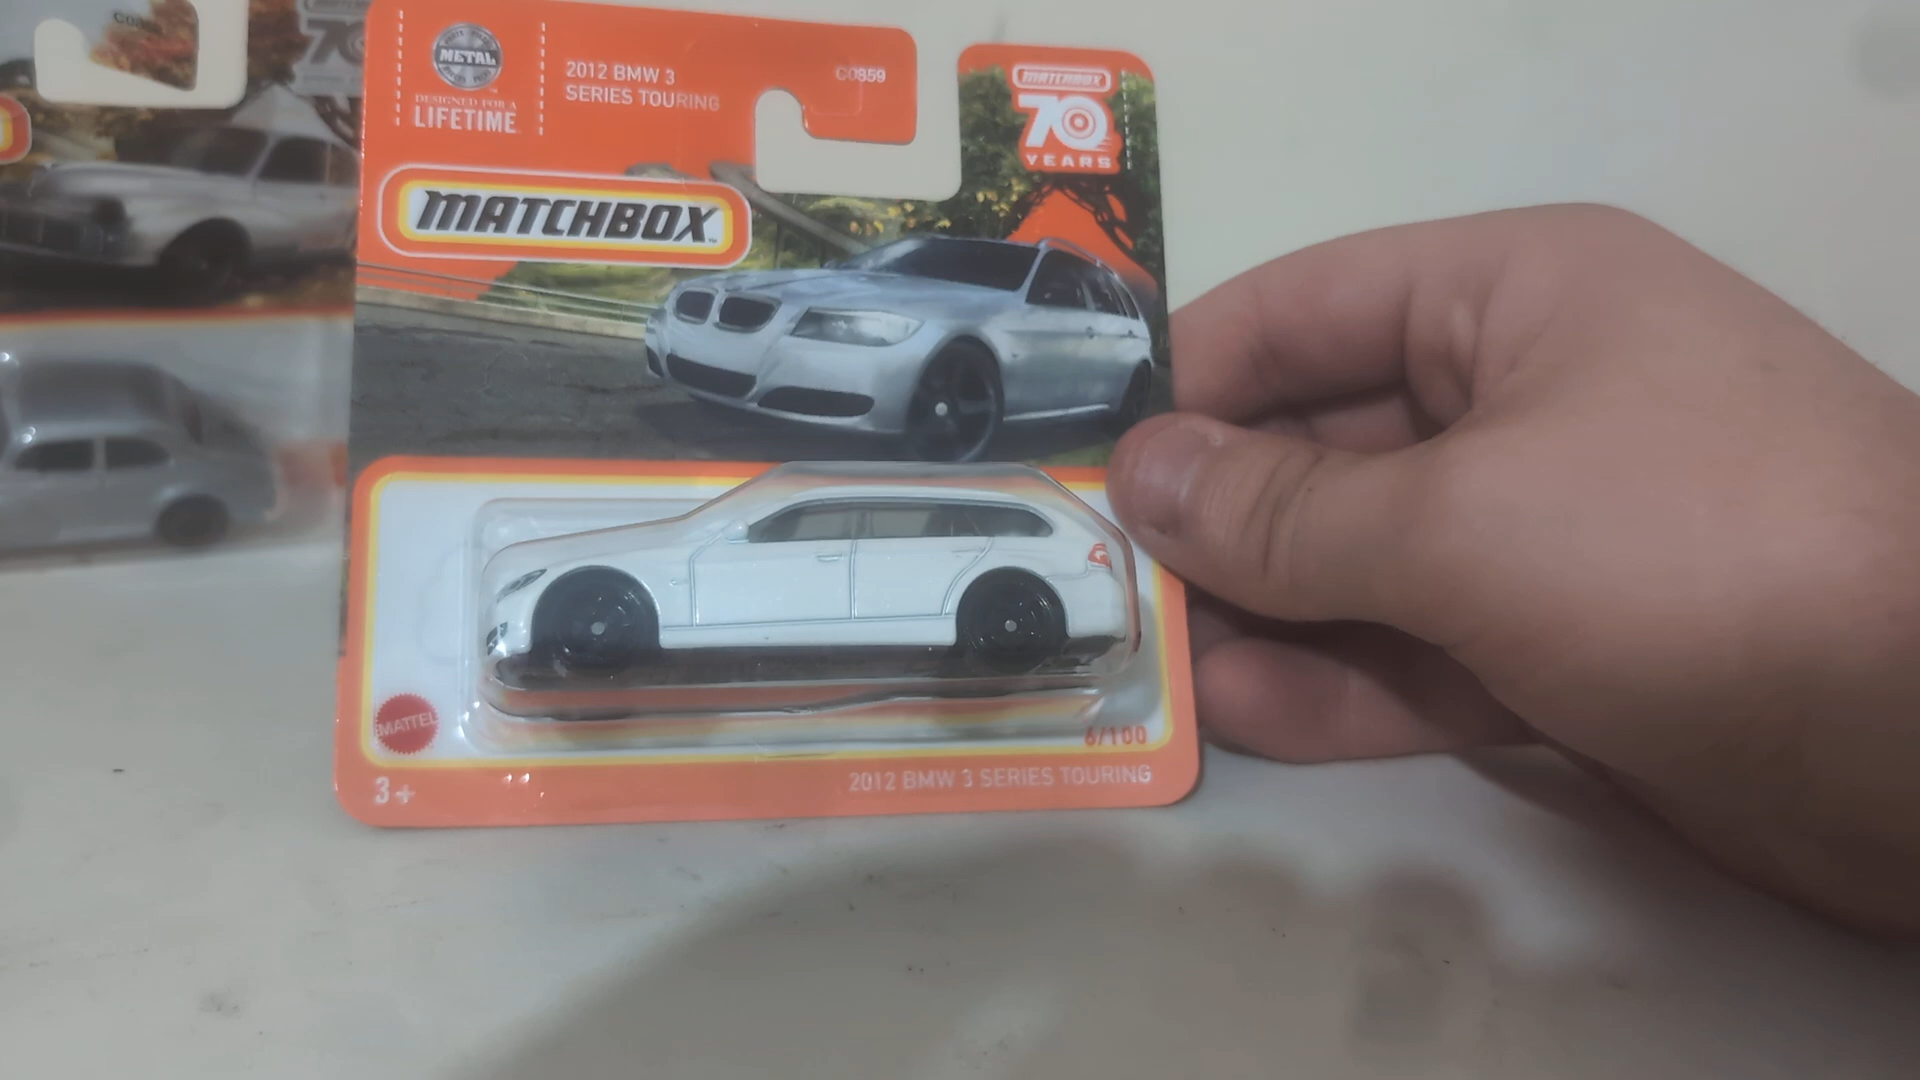 METAL
DESIGNED FOR A
LIFETIME
2012 BMW 3
SERIES TOURING
C0859
MATCHBOX
70
YEARS
MATCHBOX
MATTEL
6/100
3+
2012 BMW 3 SERIES TOURING